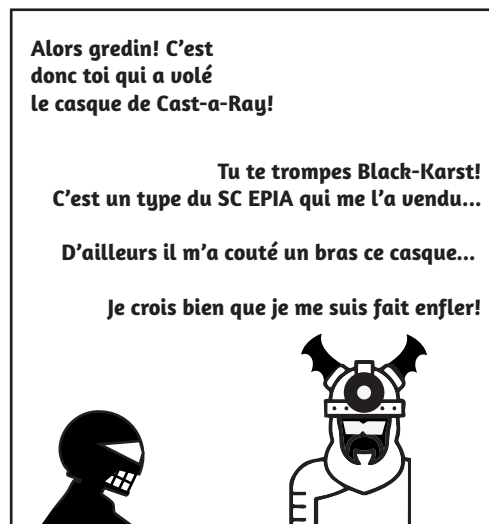 Alors gredin! C'est
donc toi qui a volé
le casque de Cast-a-Ray!
Tu te trompes Black-Karst!
C'est un type du SC EPIA qui me l'a vendu...
D'ailleurs il m'a couté un bras ce casque...
Je crois bien que je me suis fait enfler!